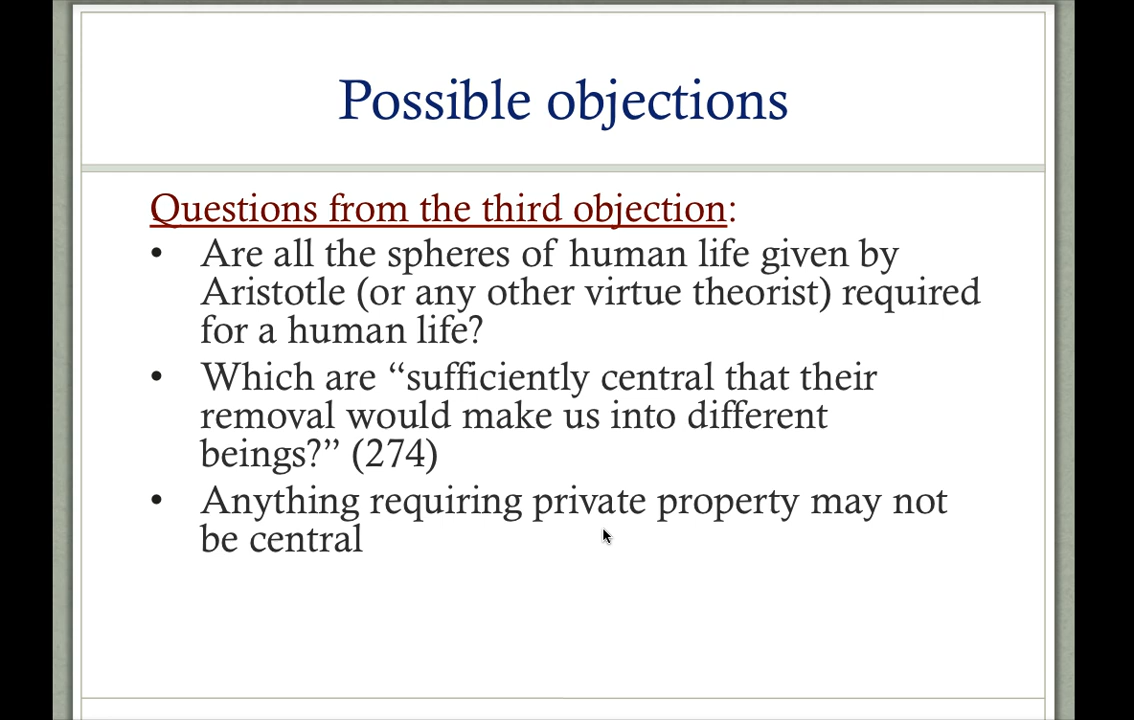 Possible objections
Questions from the third objection:
• Are all the spheres of human life given by
Aristotle (or any other virtue theorist) required
for a human life?
• Which are “sufficiently central that their
removal would make us into different
beings?” (274)
• Anything requiring private property may not
be central